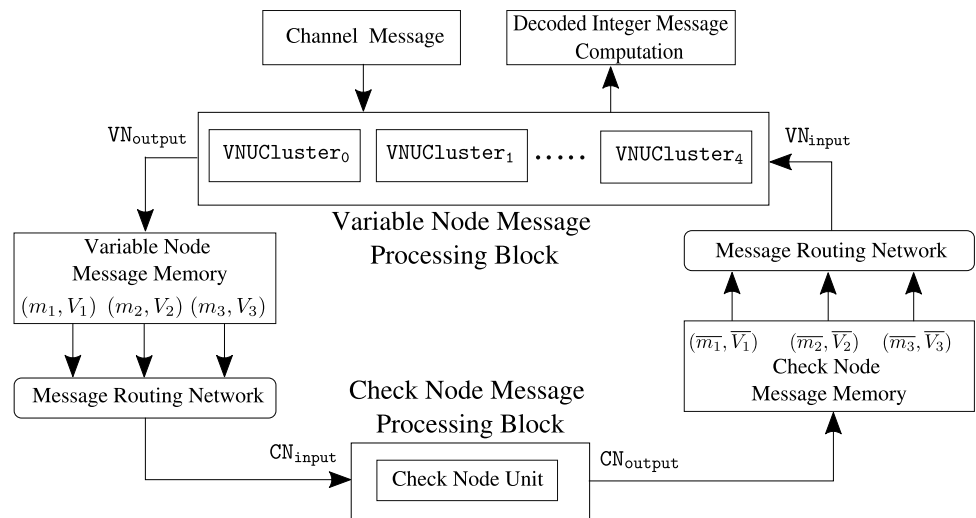 Channel Message
Decoded Integer Message
Computation
VN_output
VNUCluster_0
VNUCluster_1
.....
VNUCluster_4
VN_input
Variable Node Message
Processing Block
Variable Node
Message Memory
(m_1, V_1) (m_2, V_2) (m_3, V_3)
Message Routing Network
Message Routing Network
(\overline{m_1}, \overline{V_1}) (\overline{m_2}, \overline{V_2}) (\overline{m_3}, \overline{V_3})
Check Node
Message Memory
Check Node Message
Processing Block
CN_input
Check Node Unit
CN_output